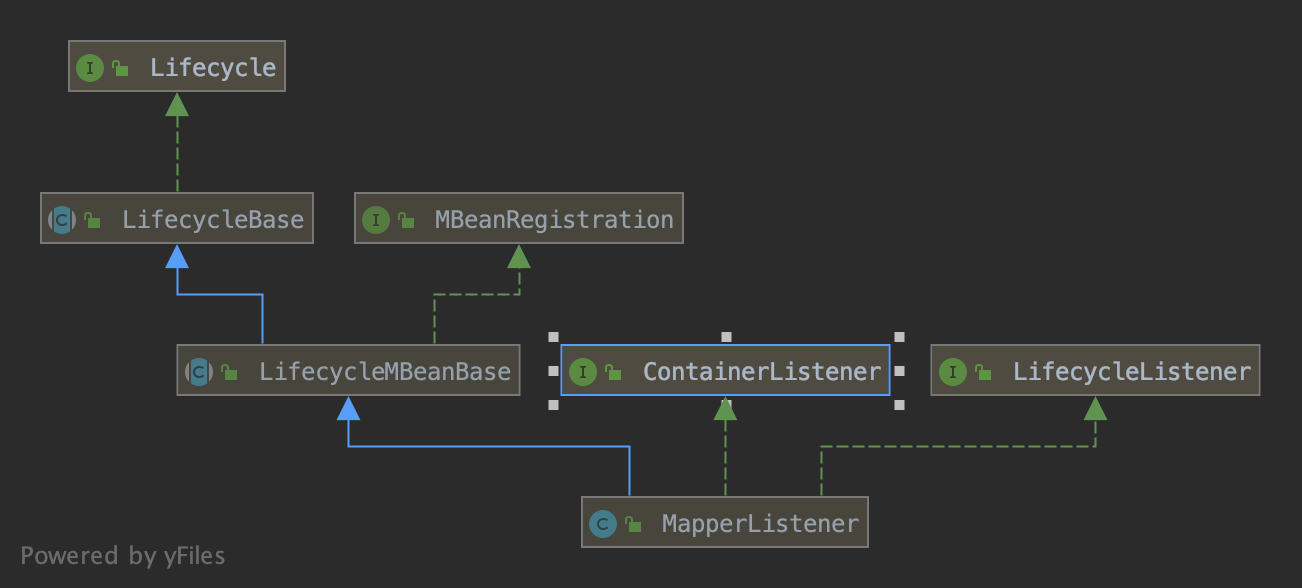 I Lifecycle
C LifecycleBase
I MBeanRegistration
C LifecycleMBeanBase
I ContainerListener
I LifecycleListener
C MapperListener
Powered by yFiles